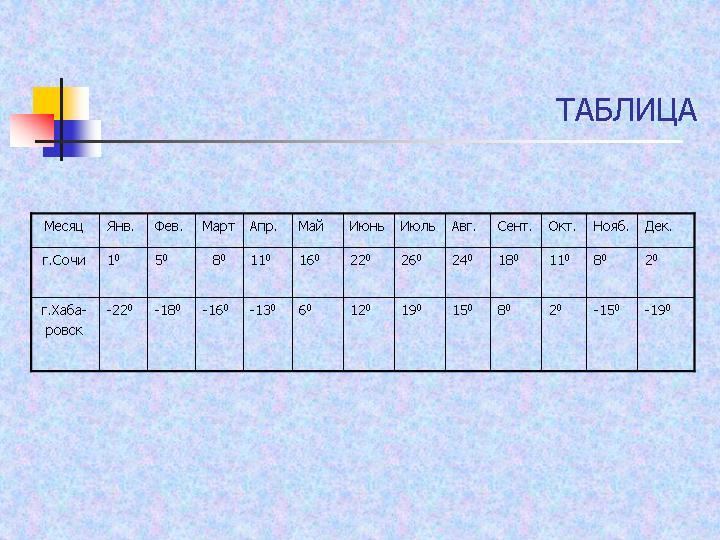 ТАБЛИЦА
Месяц Янв. Фев. Март Апр. Май Июнь Июль Авг. Сент. Окт. Нояб. Дек.
г.Сочи 1⁰ 5⁰ 8⁰ 11⁰ 16⁰ 22⁰ 26⁰ 24⁰ 18⁰ 11⁰ 8⁰ 2⁰
г.Хаба- -22⁰ -18⁰ -16⁰ -13⁰ 6⁰ 12⁰ 19⁰ 15⁰ 8⁰ 2⁰ -15⁰ -19⁰
ровск